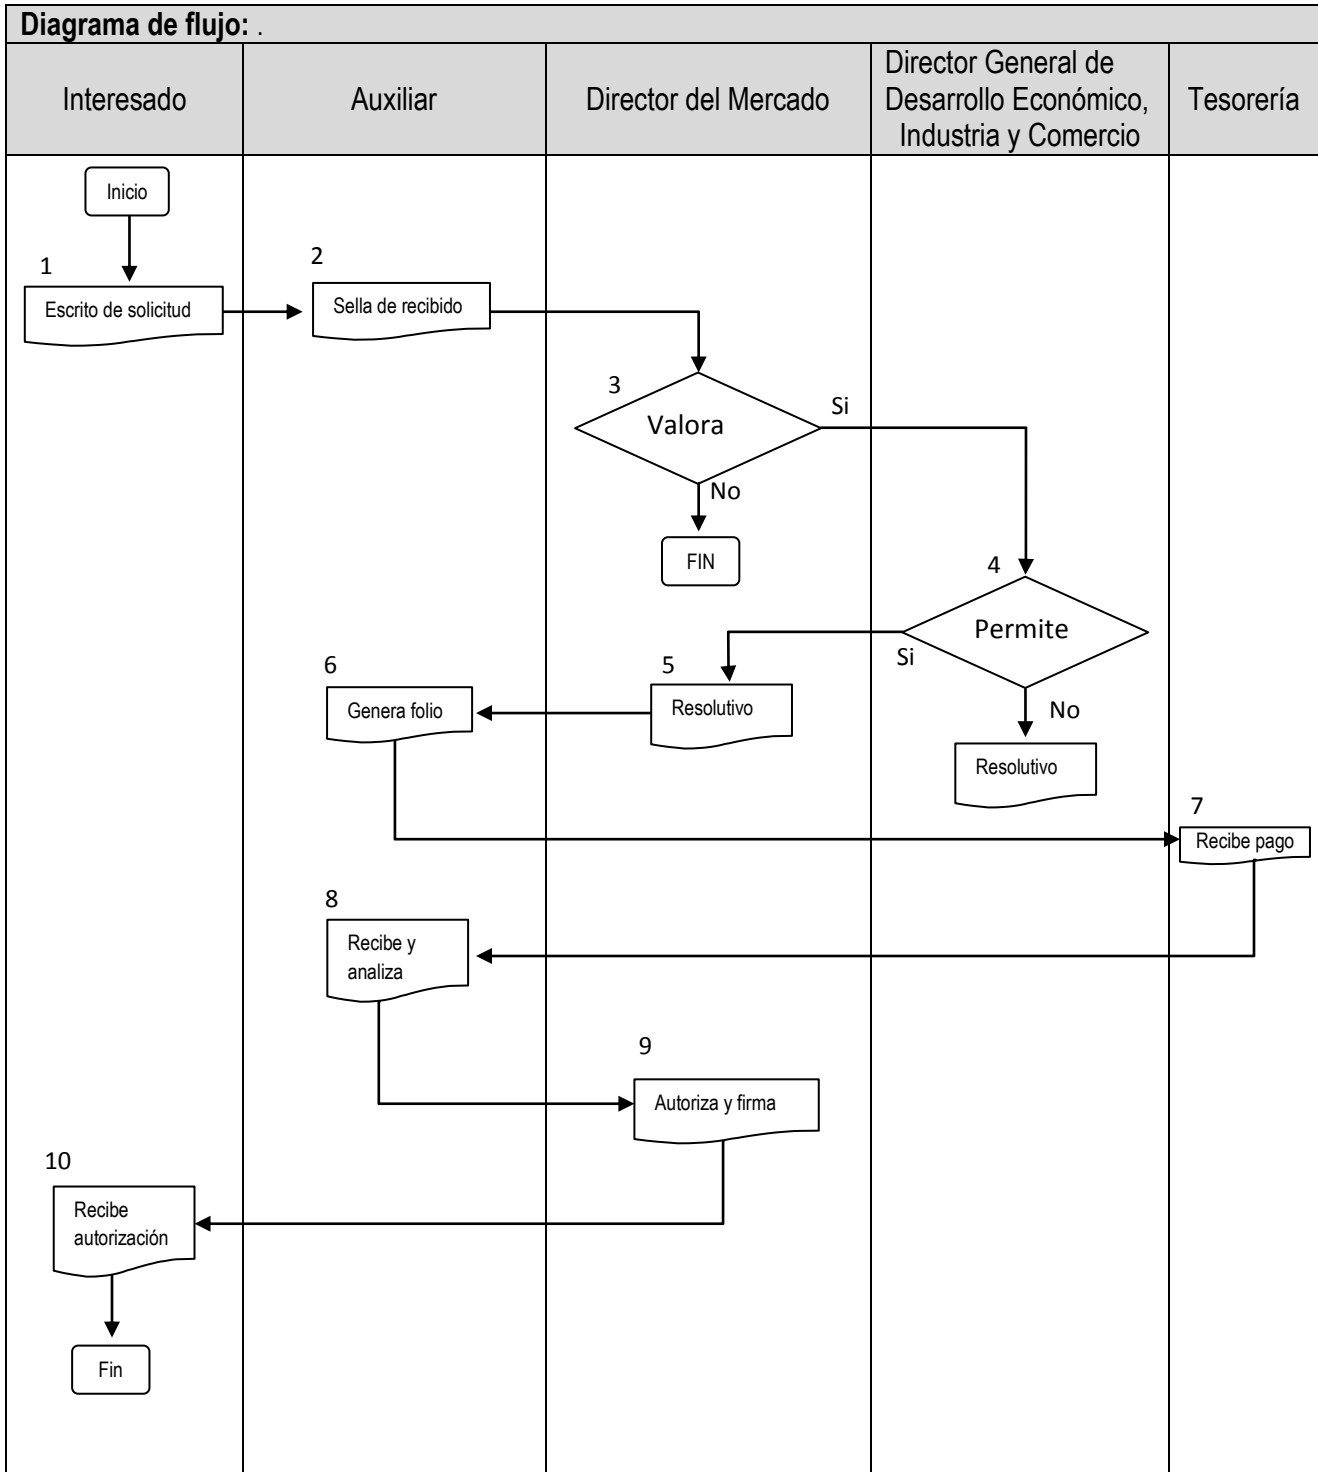 Diagrama de flujo: .
Interesado
Auxiliar
Director del Mercado
Director General de
Desarrollo Económico,
Industria y Comercio
Tesorería
Inicio
1
Escrito de solicitud
2
Sella de recibido
3
Valora
Si
No
FIN
4
Permite
Si
No
Resolutivo
5
Resolutivo
6
Genera folio
7
Recibe pago
8
Recibe y
analiza
9
Autoriza y firma
10
Recibe
autorización
Fin